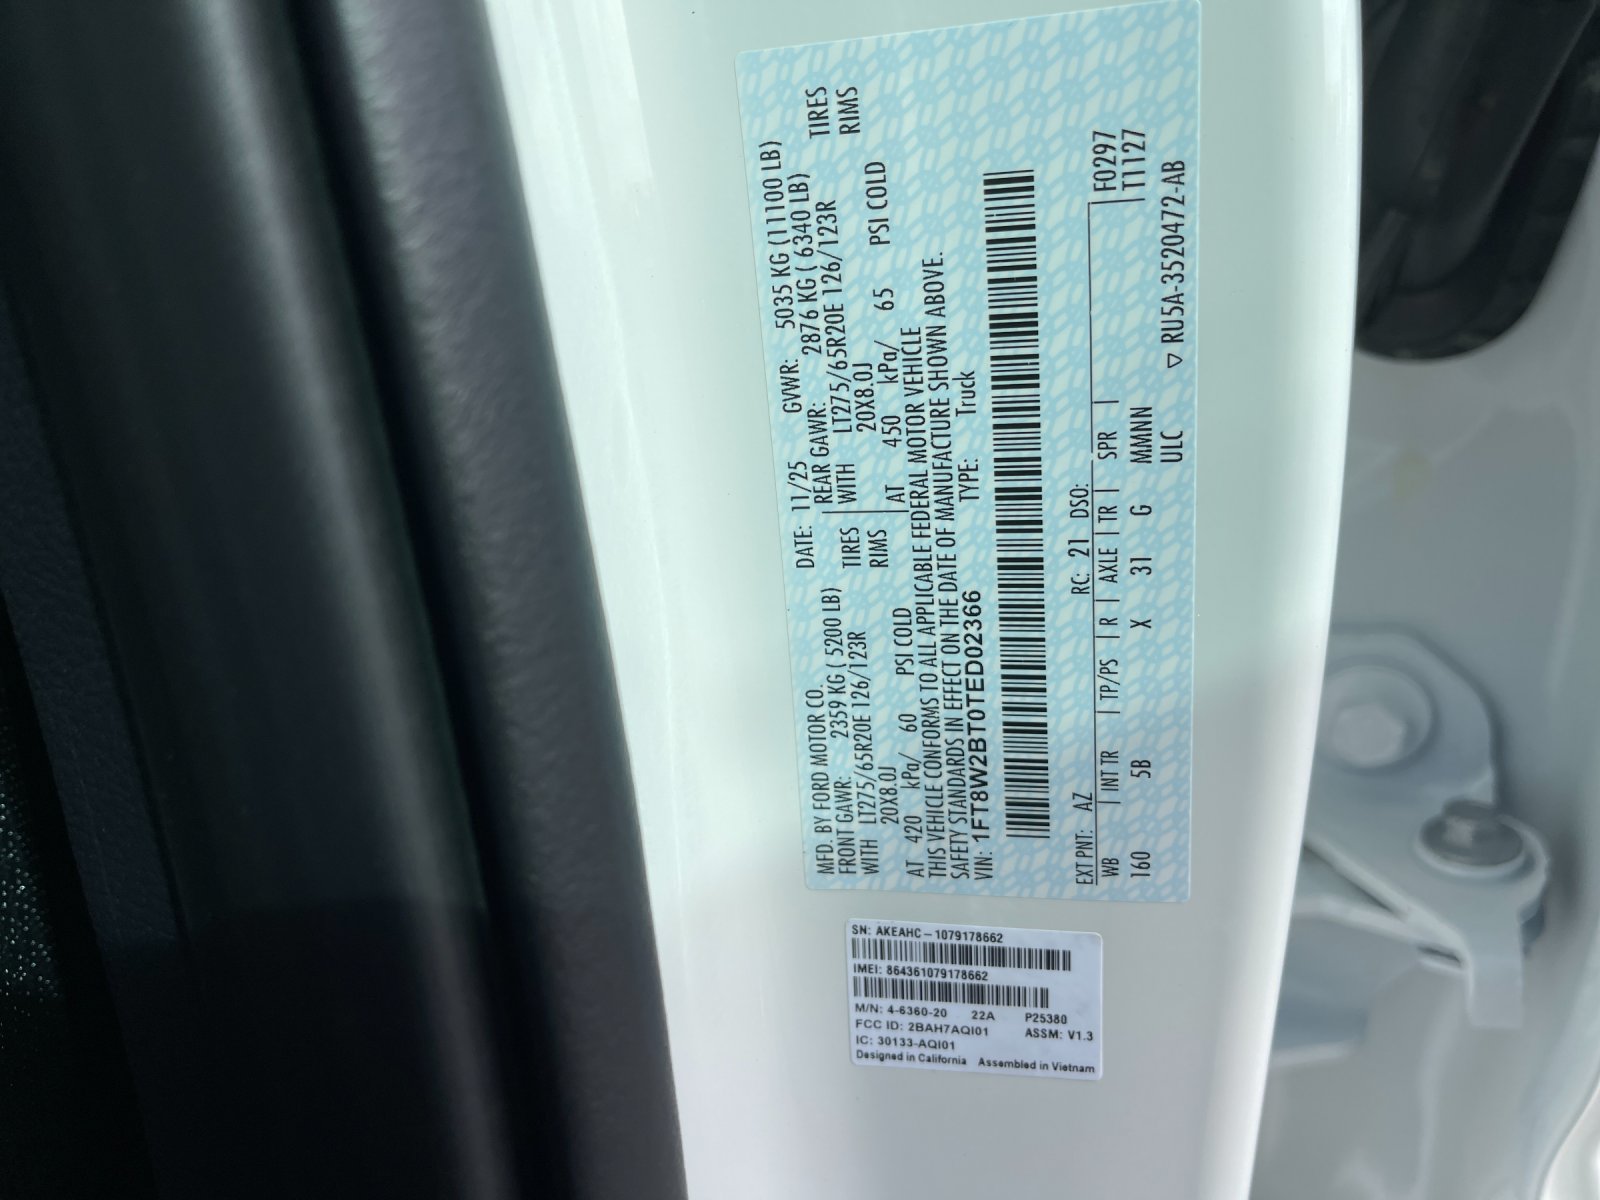 MFD. BY FORD MOTOR CO. DATE: 11/25 GVWR: 5035 KG (11100 LB)
FRONT GAWR: 2359 KG ( 5200 LB) REAR GAWR: 2876 KG ( 6340 LB)
WITH LT275/65R20E 126/123R TIRES WITH LT275/65R20E 126/123R TIRES
20X8.0J RIMS 20X8.0J RIMS
AT 420 kPa/ 60 PSI COLD AT 450 kPa/ 65 PSI COLD
THIS VEHICLE CONFORMS TO ALL APPLICABLE FEDERAL MOTOR VEHICLE
SAFETY STANDARDS IN EFFECT ON THE DATE OF MANUFACTURE SHOWN ABOVE.
VIN: 1FT8W2BT0TED02366 TYPE: Truck
EXT PNT: AZ RC: 21 DSO: F0297
WB INT TR TP/PS R AXLE TR SPR T1127
160 5B X 31 G MMNN
ULC ▽ RU5A-3520472-AB
SN: AKEAHC-1079178662
IMEI: 864361079178662
M/N: 4-6360-20 22A P25380
FCC ID: 2BAH7AQI01 ASSM: V1.3
IC: 30133-AQI01
Designed in California Assembled in Vietnam